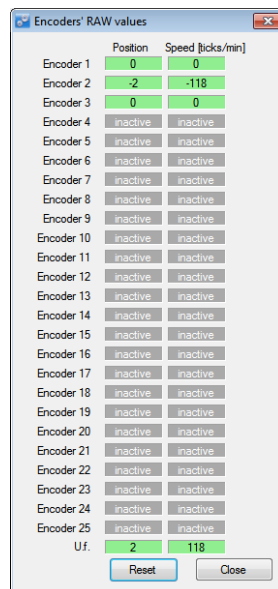 Encoders' RAW values
Position Speed [ticks/min]
Encoder 1 0 0
Encoder 2 -2 -118
Encoder 3 0 0
Encoder 4 inactive inactive
Encoder 5 inactive inactive
Encoder 6 inactive inactive
Encoder 7 inactive inactive
Encoder 8 inactive inactive
Encoder 9 inactive inactive
Encoder 10 inactive inactive
Encoder 11 inactive inactive
Encoder 12 inactive inactive
Encoder 13 inactive inactive
Encoder 14 inactive inactive
Encoder 15 inactive inactive
Encoder 16 inactive inactive
Encoder 17 inactive inactive
Encoder 18 inactive inactive
Encoder 19 inactive inactive
Encoder 20 inactive inactive
Encoder 21 inactive inactive
Encoder 22 inactive inactive
Encoder 23 inactive inactive
Encoder 24 inactive inactive
Encoder 25 inactive inactive
U.f. 2 118
Reset Close